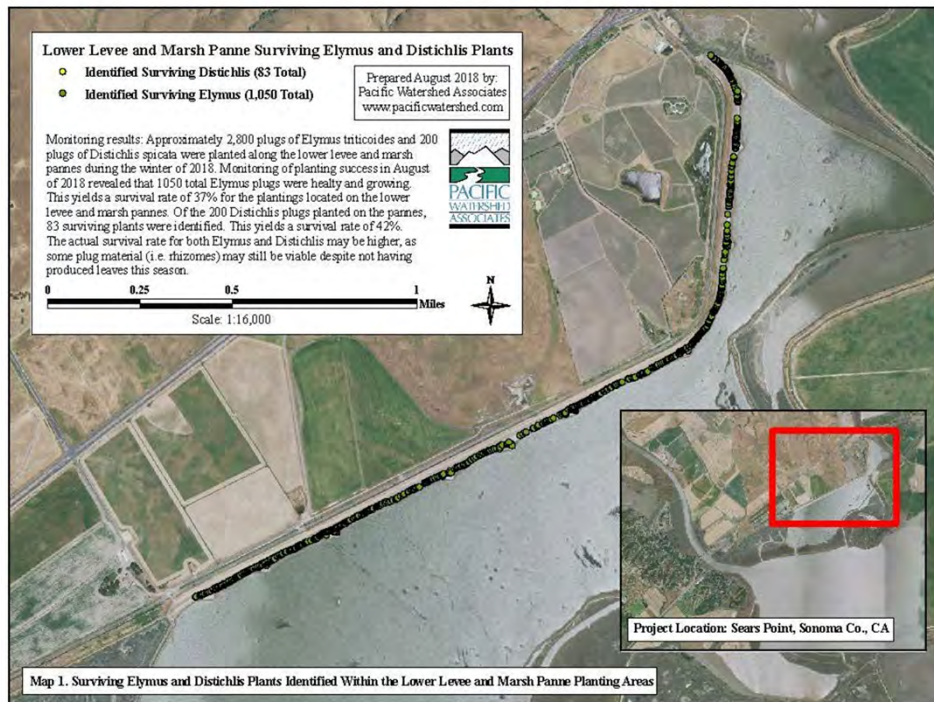 Lower Levee and Marsh Panne Surviving Elymus and Distichlis Plants
Identified Surviving Distichlis (83 Total)
Identified Surviving Elymus (1,050 Total)
Prepared August 2018 by:
Pacific Watershed Associates
www.pacificwatershed.com
Monitoring results: Approximately 2,800 plugs of Elymus triticoides and 200
plugs of Distichlis spicata were planted along the lower levee and marsh
pannes during the winter of 2018. Monitoring of planting success in August
of 2018 revealed that 1050 total Elymus plugs were healty and growing.
This yields a survival rate of 37% for the plantings located on the lower
levee and marsh pannes. Of the 200 Distichlis plugs planted on the pannes,
83 surviving plants were identified. This yields a survival rate of 42%.
The actual survival rate for both Elymus and Distichlis may be higher, as
some plug material (i.e. rhizomes) may still be viable despite not having
produced leaves this season.
PACIFIC
WATERSHED
ASSOCIATES
0 0.25 0.5 1
Miles
Scale: 1:16,000
N
Project Location: Sears Point, Sonoma Co., CA
Map 1. Surviving Elymus and Distichlis Plants Identified Within the Lower Levee and Marsh Panne Planting Areas